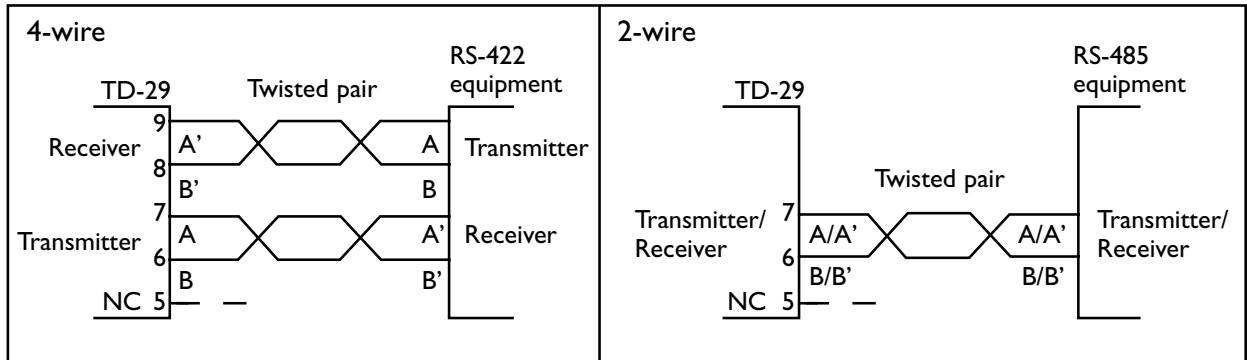 4-wire
RS-422
equipment
TD-29
Twisted pair
9
Receiver
A'
A
Transmitter
8
B'
B
7
Transmitter
A
A'
Receiver
6
B
B'
NC 5
2-wire
RS-485
equipment
TD-29
Twisted pair
Transmitter/
Receiver
7
A/A'
A/A'
Transmitter/
Receiver
6
B/B'
B/B'
NC 5